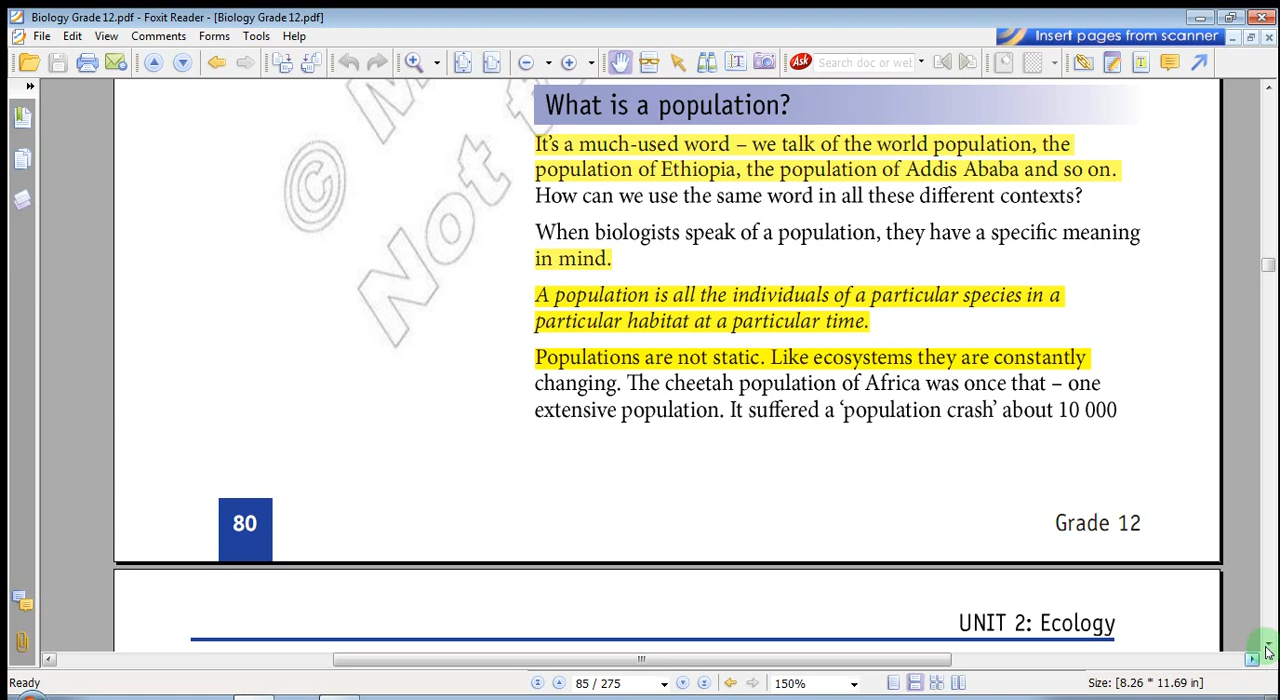 Biology Grade 12.pdf - Foxit Reader - [Biology Grade 12.pdf]
File Edit View Comments Forms Tools Help
Insert pages from scanner
Ask Search doc or wel
What is a population?
It's a much-used word – we talk of the world population, the
population of Ethiopia, the population of Addis Ababa and so on.
How can we use the same word in all these different contexts?
When biologists speak of a population, they have a specific meaning
in mind.
A population is all the individuals of a particular species in a
particular habitat at a particular time.
Populations are not static. Like ecosystems they are constantly
changing. The cheetah population of Africa was once that – one
extensive population. It suffered a ‘population crash’ about 10 000
© M
Not t
80
Grade 12
UNIT 2: Ecology
Ready
85 / 275
150%
Size: [8.26 * 11.69 in]